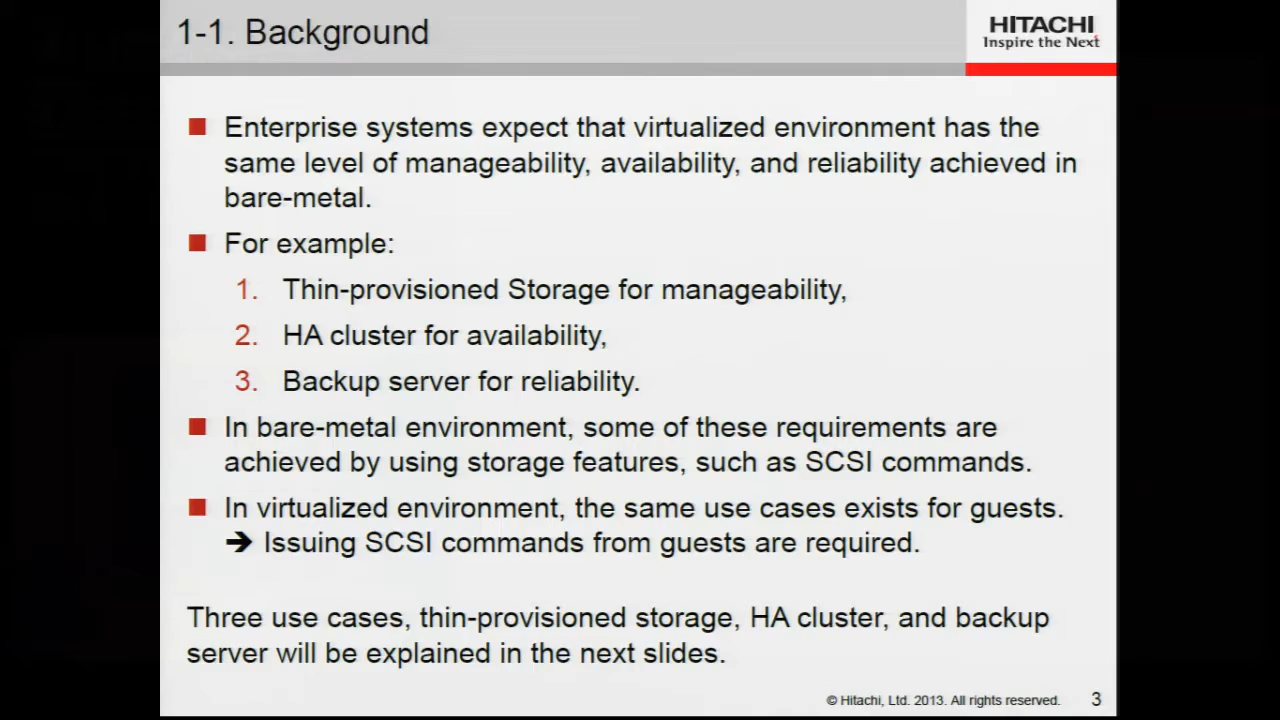 1-1. Background
HITACHI
Inspire the Next
Enterprise systems expect that virtualized environment has the
same level of manageability, availability, and reliability achieved in
bare-metal.
For example:
1. Thin-provisioned Storage for manageability,
2. HA cluster for availability,
3. Backup server for reliability.
In bare-metal environment, some of these requirements are
achieved by using storage features, such as SCSI commands.
In virtualized environment, the same use cases exists for guests.
➔ Issuing SCSI commands from guests are required.
Three use cases, thin-provisioned storage, HA cluster, and backup
server will be explained in the next slides.
© Hitachi, Ltd. 2013. All rights reserved. 3